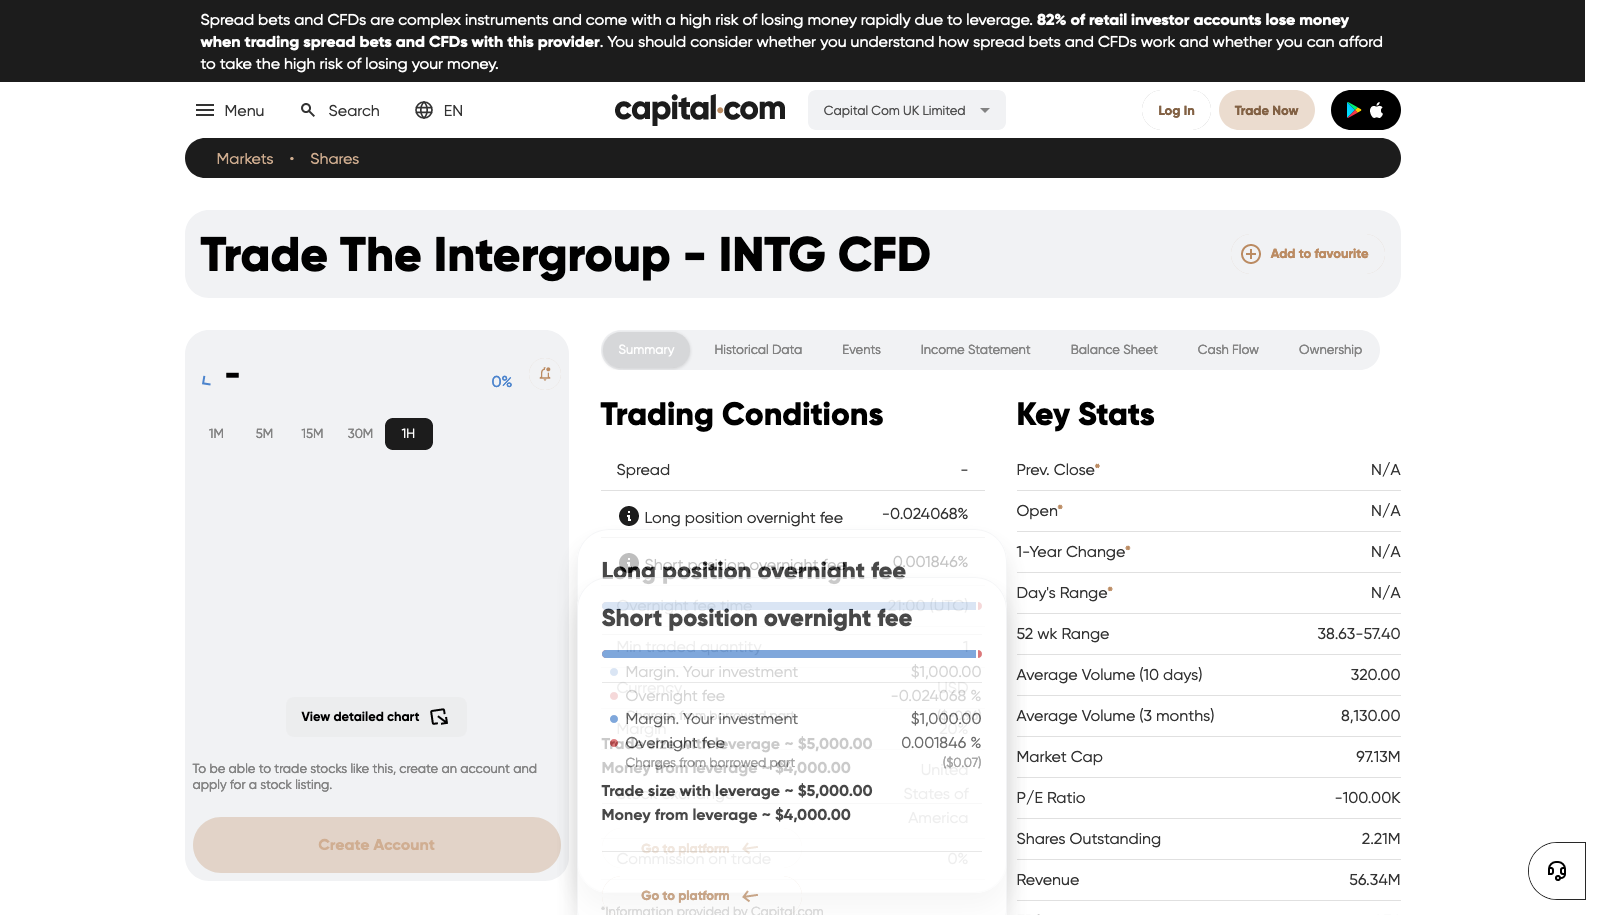 Spread bets and CFDs are complex instruments and come with a high risk of losing money rapidly due to leverage. 82% of retail investor accounts lose money
when trading spread bets and CFDs with this provider. You should consider whether you understand how spread bets and CFDs work and whether you can afford
to take the high risk of losing your money.
Menu Search EN capital.com Capital Com UK Limited Log In Trade Now
Markets • Shares
Trade The Intergroup - INTG CFD
Add to favourite
- 0%
1M 5M 15M 30M 1H
View detailed chart
To be able to trade stocks like this, create an account and
apply for a stock listing.
Create Account
Summary Historical Data Events Income Statement Balance Sheet Cash Flow Ownership
Trading Conditions
Spread -
Long position overnight fee -0.024068%
Short position overnight fee 0.001846%
Long position overnight fee
Overnight fee time 21:00 (UTC)
Short position overnight fee
Min traded quantity 1
Margin. Your investment $1,000.00
Currency USD
Overnight fee -0.024068 %
Margin. Your investment $1,000.00
Margin 20%
Overnight fee 0.001846 %
Trade size with leverage ~ $5,000.00
Charges from borrowed part ($0.07)
Money from leverage ~ $4,000.00
United
States of
America
Trade size with leverage ~ $5,000.00
Money from leverage ~ $4,000.00
Go to platform
Commission on trade 0%
Go to platform
*Information provided by Capital.com
Key Stats
Prev. Close* N/A
Open* N/A
1-Year Change* N/A
Day's Range* N/A
52 wk Range 38.63-57.40
Average Volume (10 days) 320.00
Average Volume (3 months) 8,130.00
Market Cap 97.13M
P/E Ratio -100.00K
Shares Outstanding 2.21M
Revenue 56.34M